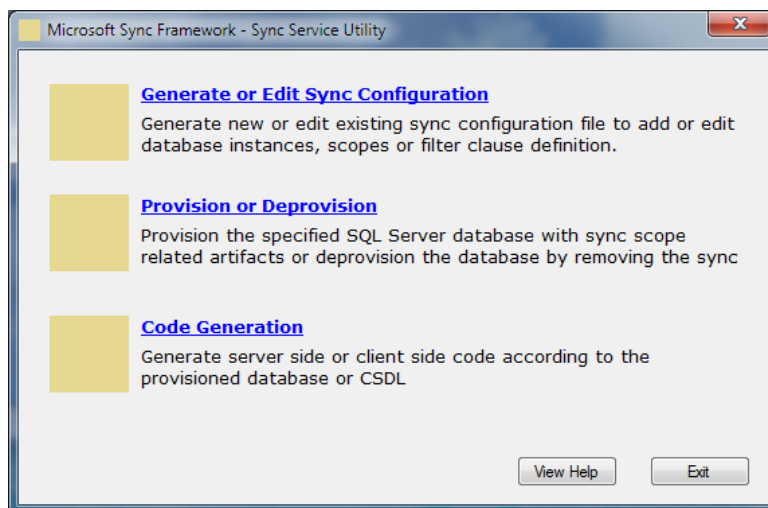 Microsoft Sync Framework - Sync Service Utility
Generate or Edit Sync Configuration
Generate new or edit existing sync configuration file to add or edit
database instances, scopes or filter clause definition.
Provision or Deprovision
Provision the specified SQL Server database with sync scope
related artifacts or deprovision the database by removing the sync
Code Generation
Generate server side or client side code according to the
provisioned database or CSDL
View Help Exit